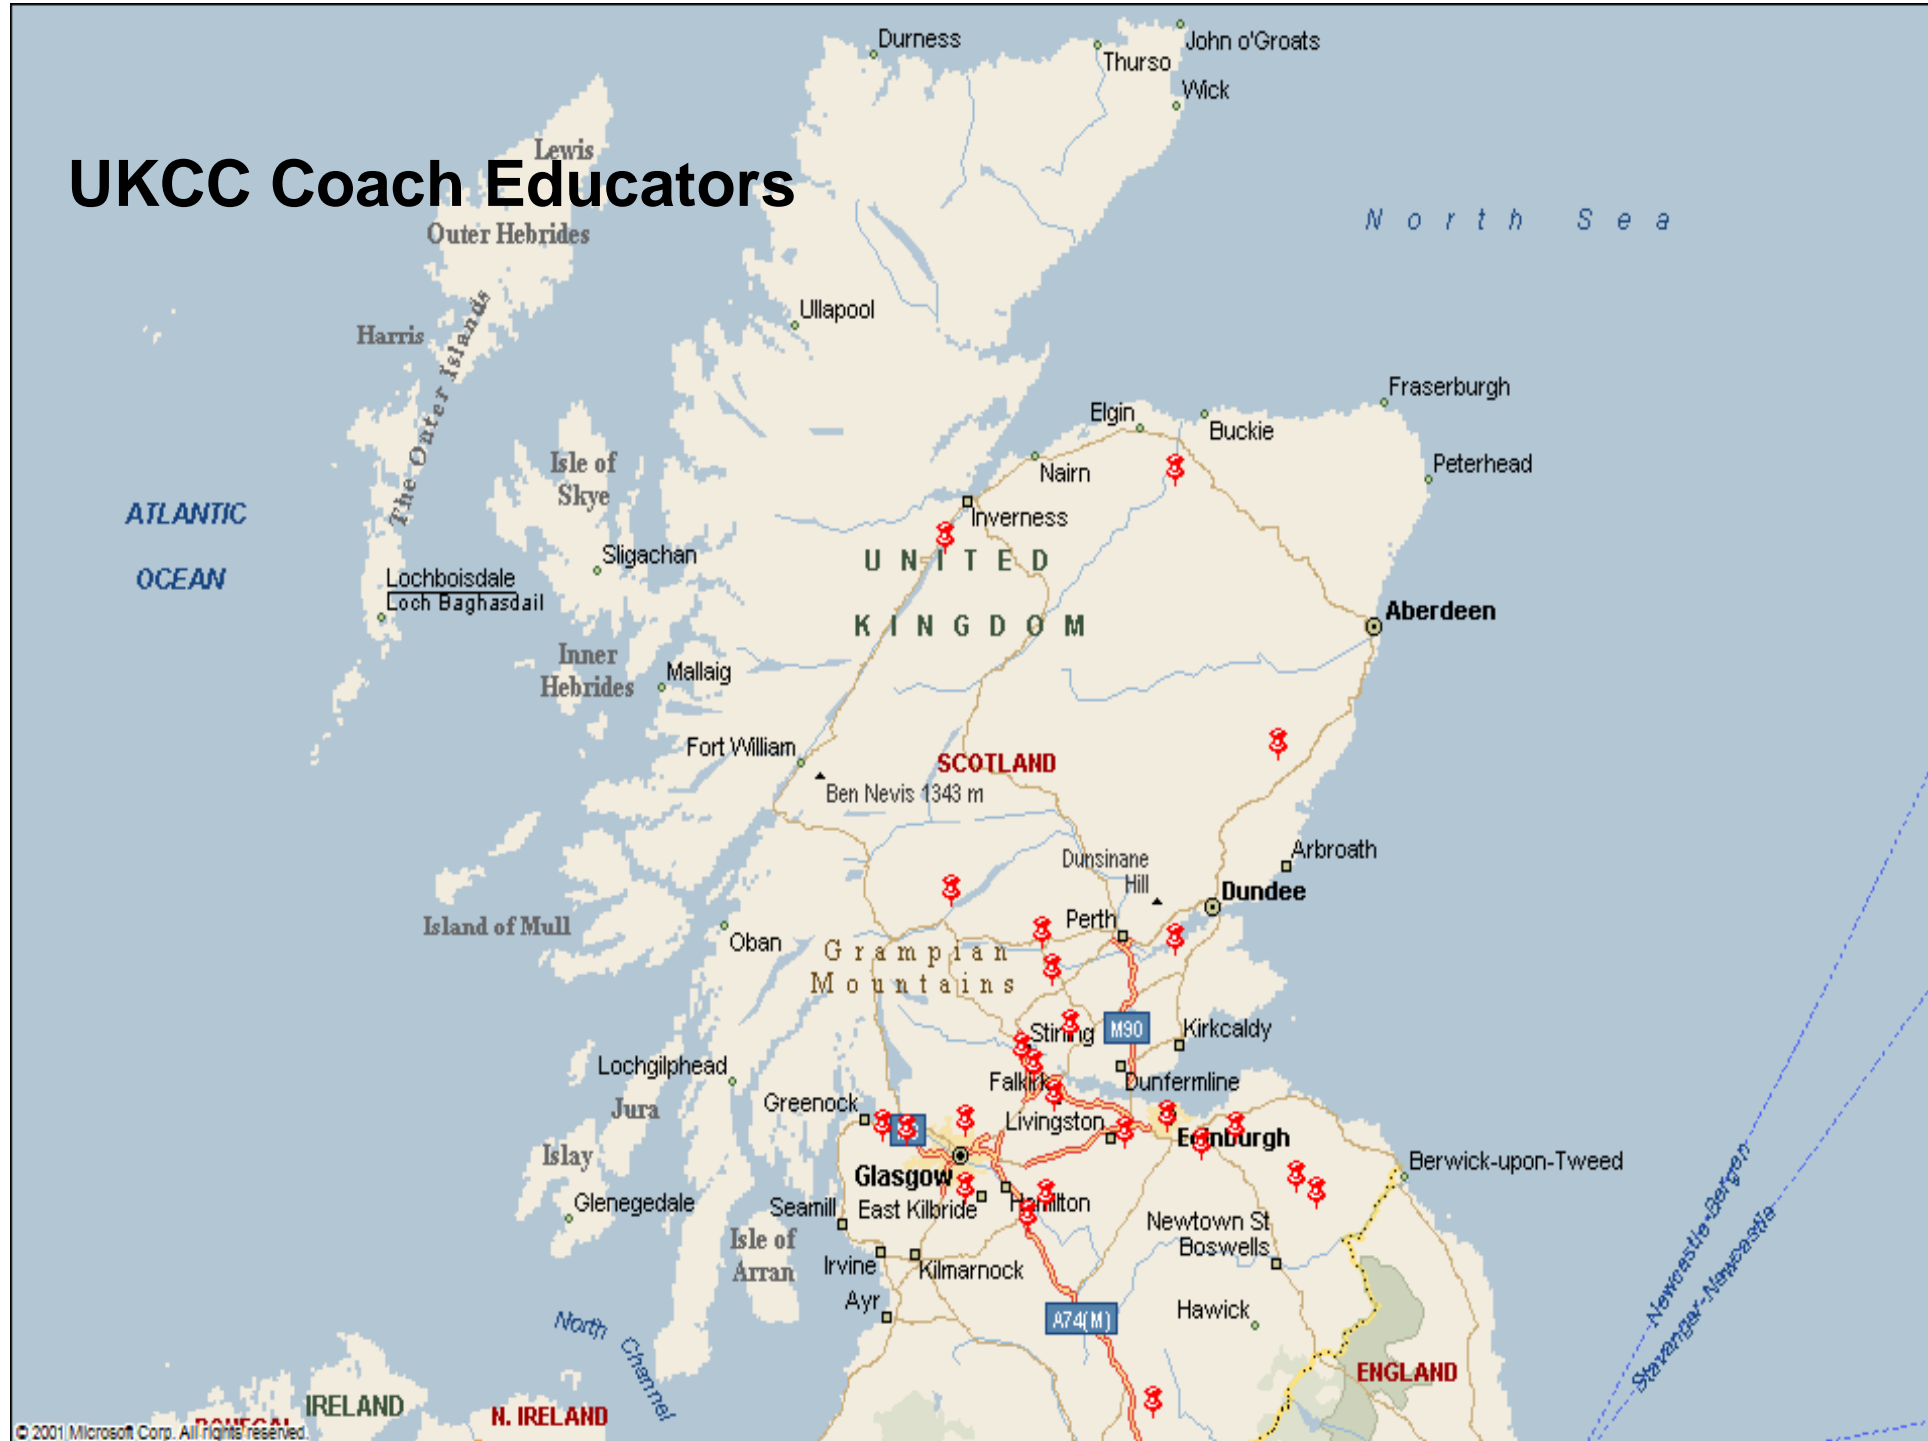 Durness
John o'Groats
Thurso
Wick
Lewis
UKCC Coach Educators
Outer Hebrides
North Sea
Ullapool
Harris
The Outer Islands
Fraserburgh
Elgin
Buckie
Isle of
Skye
Nairn
Peterhead
ATLANTIC
OCEAN
Inverness
Sligachan
UNITED
KINGDOM
Lochboisdale
Loch Baghasdail
Aberdeen
Inner
Hebrides
Mallaig
Fort William
SCOTLAND
Ben Nevis 1343 m
Dunsinane
Hill
Arbroath
Dundee
Island of Mull
Oban
Perth
Grampian
Mountains
Stirling
M90
Kirkcaldy
Lochgilphead
Falkirk
Dunfermline
Jura
Greenock
Livingston
Edinburgh
Islay
Glasgow
Berwick-upon-Tweed
Glenegedale
Seamill
East Kilbride
Hamilton
Newtown St
Boswells
Isle of
Arran
Irvine
Kilmarnock
Ayr
A74(M)
Hawick
North
Channel
Newcastle-Bergen
Stavanger-Newcastle
ENGLAND
IRELAND
N. IRELAND
DONEGAL
© 2001 Microsoft Corp. All rights reserved.